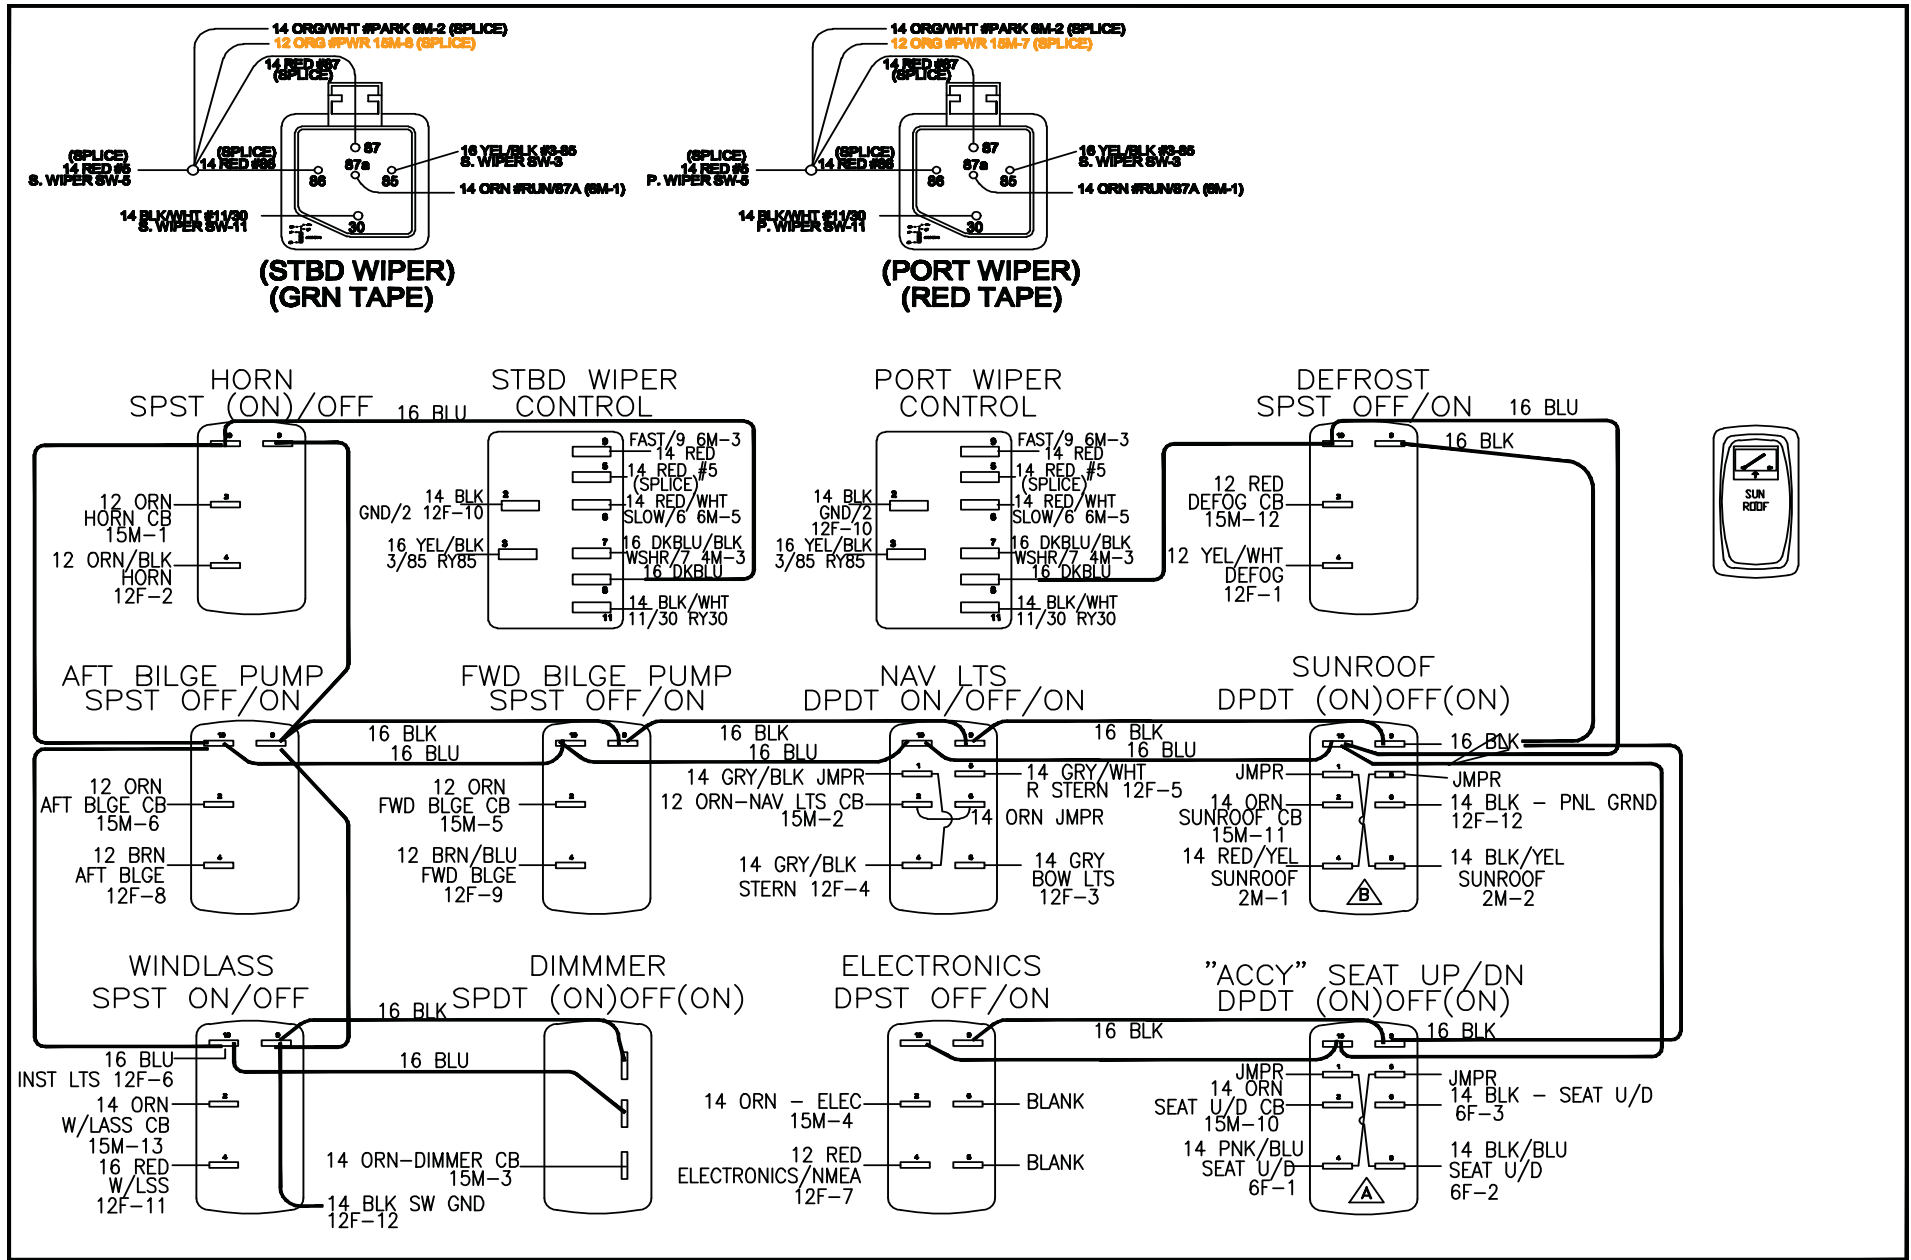 14 ORG/WHT #PARK 6M-2 (SPLICE)
12 ORG #PWR 15M-8 (SPLICE)
14 RED #87
(SPLICE)
(SPLICE)
14 RED #5
S. WIPER SW-5
(SPLICE)
14 RED #86
87
87a
86
85
30
16 YEL/BLK #3-85
S. WIPER SW-3
14 ORN #RUN/87A (6M-1)
14 BLK/WHT #11/30
S. WIPER SW-11
(STBD WIPER)
(GRN TAPE)
14 ORG/WHT #PARK 6M-2 (SPLICE)
12 ORG #PWR 15M-7 (SPLICE)
14 RED #87
(SPLICE)
(SPLICE)
14 RED #5
P. WIPER SW-5
(SPLICE)
14 RED #86
87
87a
86
85
30
16 YEL/BLK #3-85
S. WIPER SW-3
14 ORN #RUN/87A (6M-1)
14 BLK/WHT #11/30
P. WIPER SW-11
(PORT WIPER)
(RED TAPE)
HORN
SPST (ON)/OFF
16 BLU
12 ORN
HORN CB
15M-1
12 ORN/BLK
HORN
12F-2
STBD WIPER
CONTROL
FAST/9 6M-3
14 RED
14 RED #5
(SPLICE)
14 RED/WHT
SLOW/6 6M-5
16 DKBLU/BLK
WSHR/7 4M-3
16 DKBLU
14 BLK/WHT
11/30 RY30
14 BLK
GND/2 12F-10
16 YEL/BLK
3/85 RY85
PORT WIPER
CONTROL
FAST/9 6M-3
14 RED
14 RED #5
(SPLICE)
14 RED/WHT
SLOW/6 6M-5
16 DKBLU/BLK
WSHR/7 4M-3
16 DKBLU
14 BLK/WHT
11/30 RY30
14 BLK
GND/2
12F-10
16 YEL/BLK
3/85 RY85
DEFROST
SPST OFF/ON
16 BLU
16 BLK
12 RED
DEFOG CB
15M-12
12 YEL/WHT
DEFOG
12F-1
SUN
ROOF
AFT BILGE PUMP
SPST OFF/ON
16 BLK
16 BLU
12 ORN
AFT BLGE CB
15M-6
12 BRN
AFT BLGE
12F-8
FWD BILGE PUMP
SPST OFF/ON
16 BLK
16 BLU
12 ORN
FWD BLGE CB
15M-5
12 BRN/BLU
FWD BLGE
12F-9
NAV LTS
DPDT ON/OFF/ON
16 BLK
16 BLU
14 GRY/BLK JMPR
12 ORN-NAV LTS CB
15M-2
14 GRY/BLK
STERN 12F-4
14 GRY/WHT
R STERN 12F-5
14 ORN JMPR
14 GRY
BOW LTS
12F-3
SUNROOF
DPDT (ON)OFF(ON)
16 BLK
JMPR
14 ORN
SUNROOF CB
15M-11
14 RED/YEL
SUNROOF
2M-1
JMPR
14 BLK - PNL GRND
12F-12
14 BLK/YEL
SUNROOF
2M-2
B
WINDLASS
SPST ON/OFF
16 BLK
16 BLU
16 BLU
INST LTS 12F-6
14 ORN
W/LASS CB
15M-13
16 RED
W/LSS
12F-11
14 BLK SW GND
12F-12
DIMMMER
SPDT (ON)OFF(ON)
14 ORN-DIMMER CB
15M-3
ELECTRONICS
DPST OFF/ON
16 BLK
14 ORN - ELEC
15M-4
12 RED
ELECTRONICS/NMEA
12F-7
BLANK
BLANK
"ACCY" SEAT UP/DN
DPDT (ON)OFF(ON)
16 BLK
JMPR
14 ORN
SEAT U/D CB
15M-10
14 PNK/BLU
SEAT U/D
6F-1
JMPR
14 BLK - SEAT U/D
6F-3
14 BLK/BLU
SEAT U/D
6F-2
A